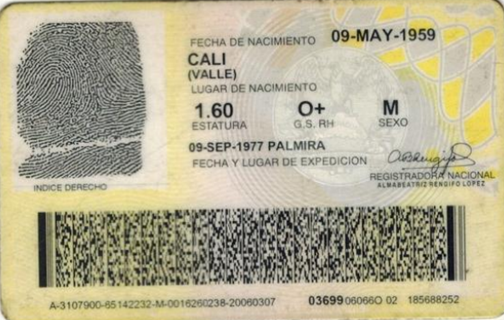 FECHA DE NACIMIENTO 09-MAY-1959
CALI
(VALLE)
LUGAR DE NACIMIENTO
1.60 O+ M
ESTATURA G.S. RH SEXO
09-SEP-1977 PALMIRA
FECHA Y LUGAR DE EXPEDICION
REGISTRADORA NACIONAL
ALMABEATRIZ RENGIFO LOPEZ
INDICE DERECHO
A-3107900-65142232-M-0016260238-20060307 03699 06066O 02 185688252